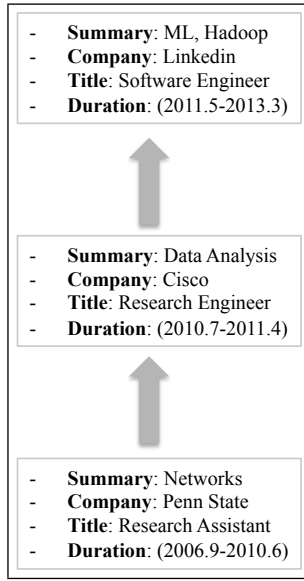 - Summary: ML, Hadoop
- Company: Linkedin
- Title: Software Engineer
- Duration: (2011.5-2013.3)
- Summary: Data Analysis
- Company: Cisco
- Title: Research Engineer
- Duration: (2010.7-2011.4)
- Summary: Networks
- Company: Penn State
- Title: Research Assistant
- Duration: (2006.9-2010.6)